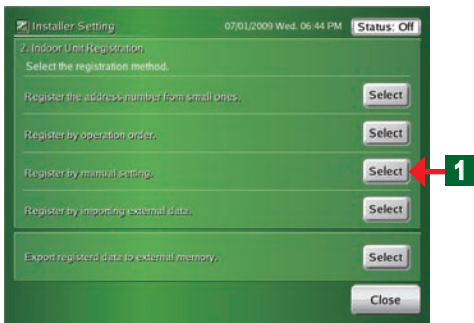 Installer Setting 07/01/2009 Wed. 06:44 PM Status: Off
2. Indoor Unit Registration
Select the registration method.
Register the address number from small ones. Select
Register by operation order. Select
Register by manual setting. Select 1
Register by importing external data. Select
Export registerd data to external memory. Select
Close